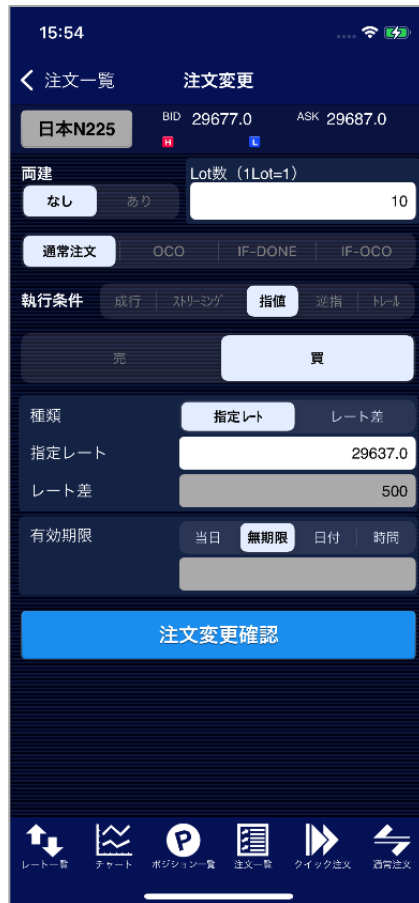 15:54
注文一覧 注文変更
日本N225 BID 29677.0 ASK 29687.0
H L
両建 Lot数（1Lot=1）
なし あり 10
通常注文 OCO IF-DONE IF-OCO
執行条件 成行 ストリーミング 指値 逆指 トレール
売 買
種類 指定レート レート差
指定レート 29637.0
レート差 500
有効期限 当日 無期限 日付 時間
注文変更確認
P
レート一覧 チャート ポジション一覧 注文一覧 クイック注文 通常注文